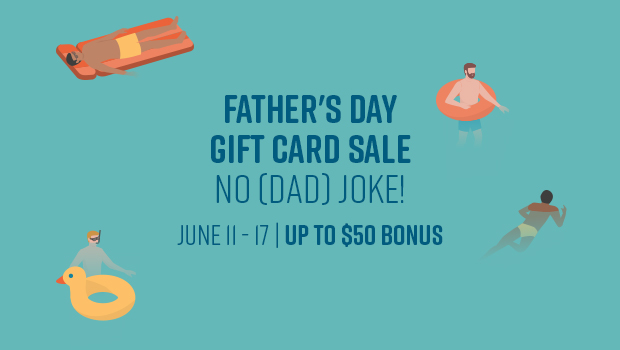 FATHER'S DAY
GIFT CARD SALE
NO (DAD) JOKE!
JUNE 11 - 17 | UP TO $50 BONUS